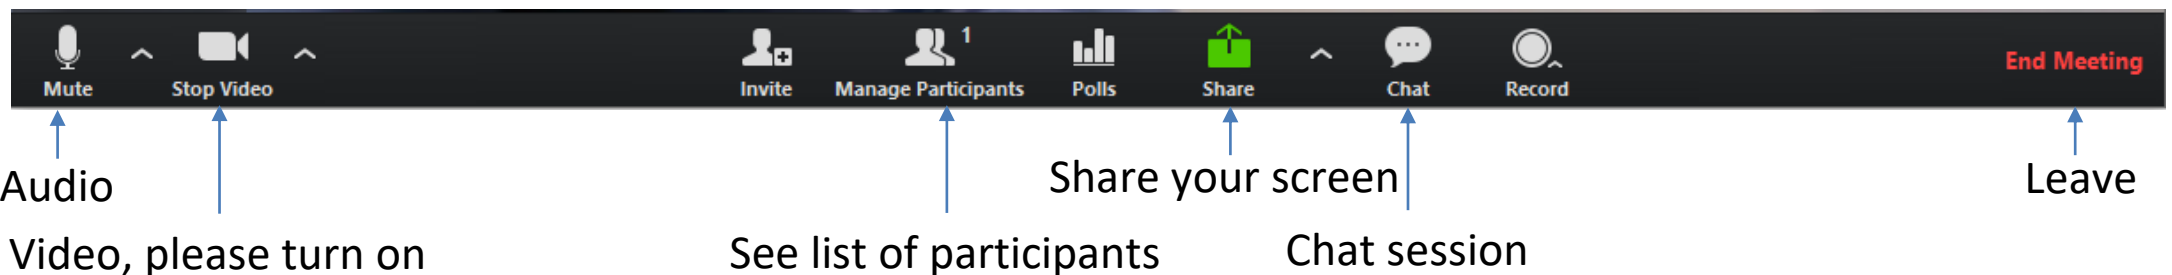 1
Mute Stop Video Invite Manage Participants Polls Share Chat Record End Meeting
Audio Share your screen Leave
Video, please turn on See list of participants Chat session